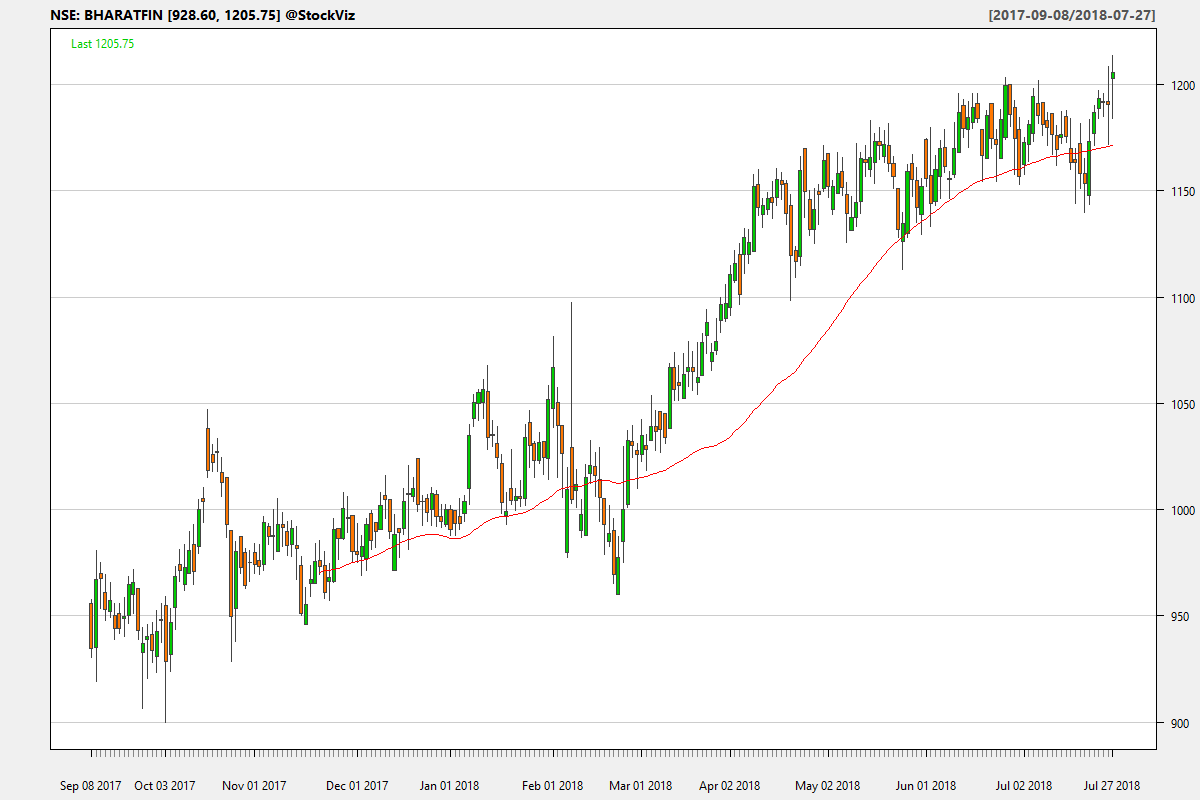 NSE: BHARATFIN [928.60, 1205.75] @StockViz
[2017-09-08/2018-07-27]
Last 1205.75
1200
1150
1100
1050
1000
950
900
Sep 08 2017 Oct 03 2017 Nov 01 2017 Dec 01 2017 Jan 01 2018 Feb 01 2018 Mar 01 2018 Apr 02 2018 May 02 2018 Jun 01 2018 Jul 02 2018 Jul 27 2018